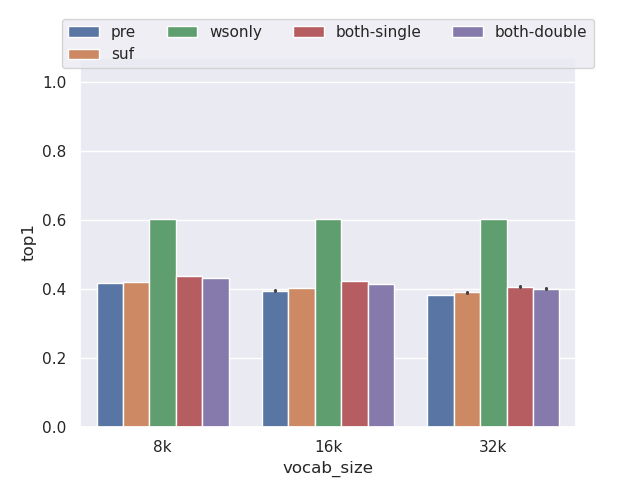 pre wsonly both-single both-double
suf
1.0
0.8
0.6
0.4
0.2
0.0
top1
8k 16k 32k
vocab_size